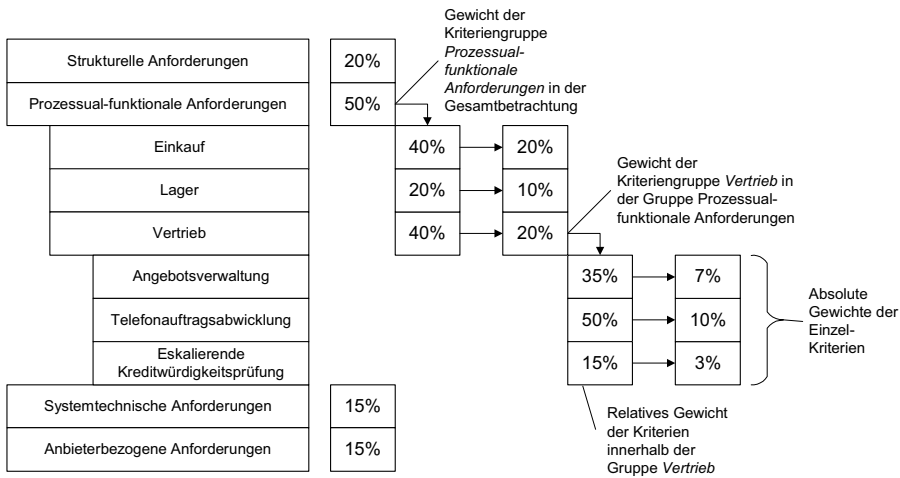 Gewicht der
Kriteriengruppe
Prozessual-
funktionale
Anforderungen in der
Gesamtbetrachtung
Strukturelle Anforderungen 20%
Prozessual-funktionale Anforderungen 50%
Einkauf 40% 20%
Lager 20% 10%
Vertrieb 40% 20%
Gewicht der
Kriteriengruppe Vertrieb in
der Gruppe Prozessual-
funktionale Anforderungen
Angebotsverwaltung 35% 7%
Telefonauftragsabwicklung 50% 10%
Eskalierende
Kreditwürdigkeitsprüfung 15% 3%
Absolute
Gewichte der
Einzel-
Kriterien
Systemtechnische Anforderungen 15%
Anbieterbezogene Anforderungen 15%
Relatives Gewicht
der Kriterien
innerhalb der
Gruppe Vertrieb